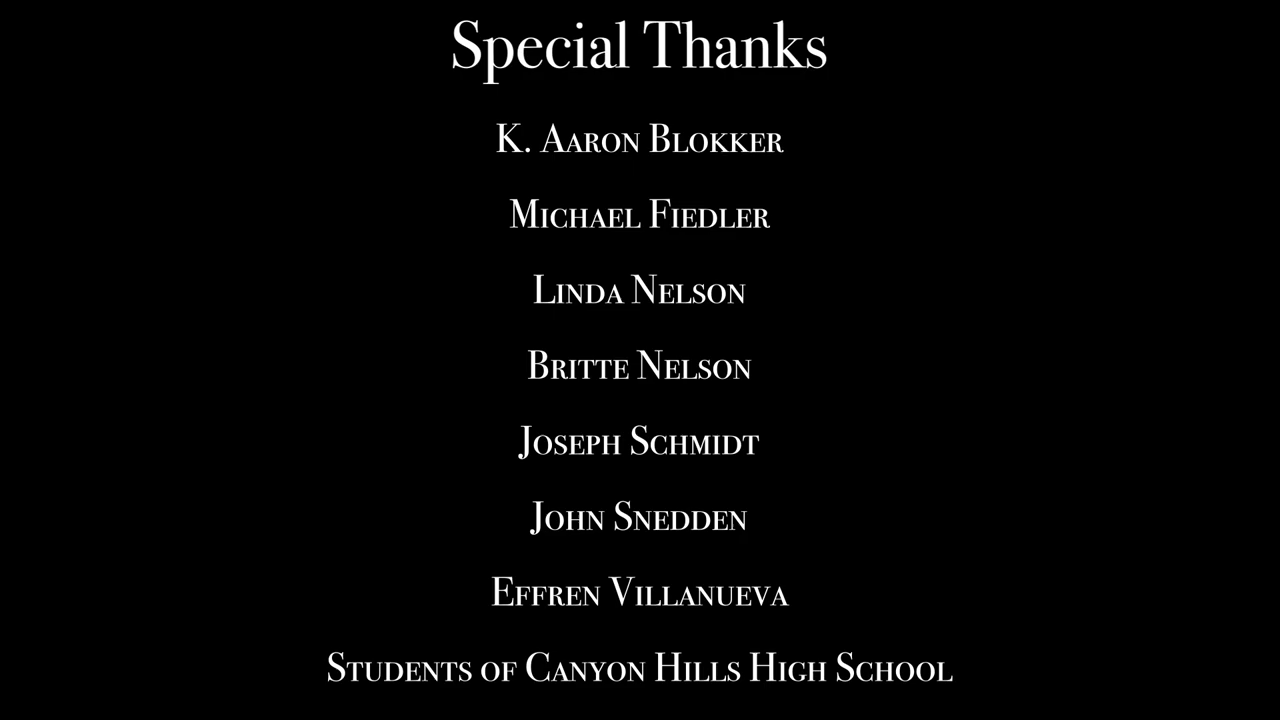 Special Thanks
K. Aaron Blokker
Michael Fiedler
Linda Nelson
Britte Nelson
Joseph Schmidt
John Snedden
Effren Villanueva
Students of Canyon Hills High School